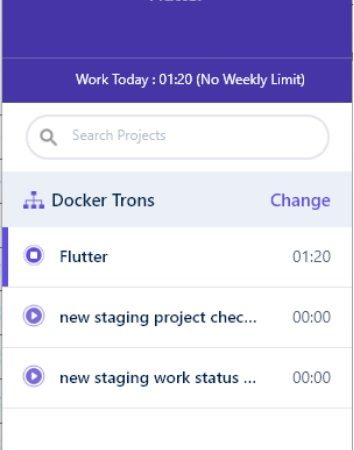 Work Today : 01:20 (No Weekly Limit)
Search Projects
Docker Trons Change
Flutter 01:20
new staging project chec... 00:00
new staging work status ... 00:00